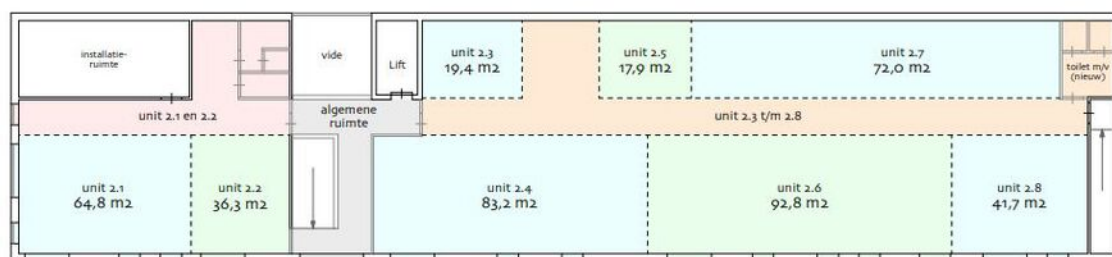 installatie-
ruimte
vide
Lift
unit 2.3
19,4 m2
unit 2.5
17,9 m2
unit 2.7
72,0 m2
toilet m/v
(nieuw)
unit 2.1 en 2.2
algemene
ruimte
unit 2.3 t/m 2.8
unit 2.1
64,8 m2
unit 2.2
36,3 m2
unit 2.4
83,2 m2
unit 2.6
92,8 m2
unit 2.8
41,7 m2